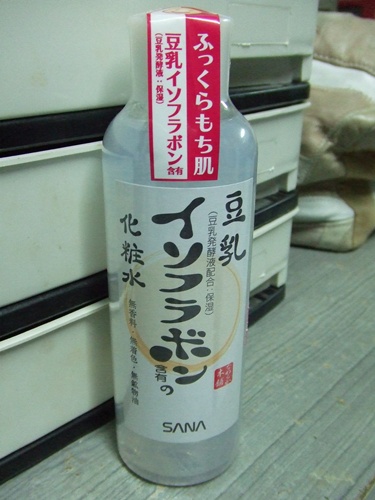 ふっくらもち肌
豆乳イソフラボン含有
(豆乳発酵液:保湿)
豆乳
(豆乳発酵液配合:保湿)
イソフラボン
含有の
化粧水
無香料・無着色・無鉱物油
本舗
SANA